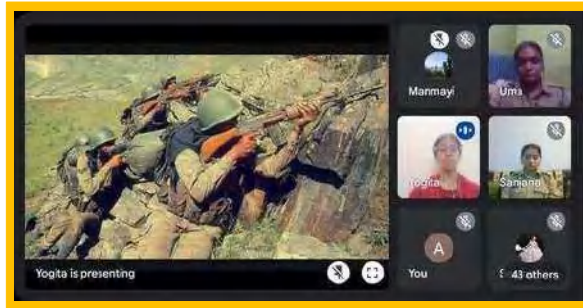 Manmayi
Uma
Yogita
Sanjana
Yogita is presenting
A
You
S
43 others